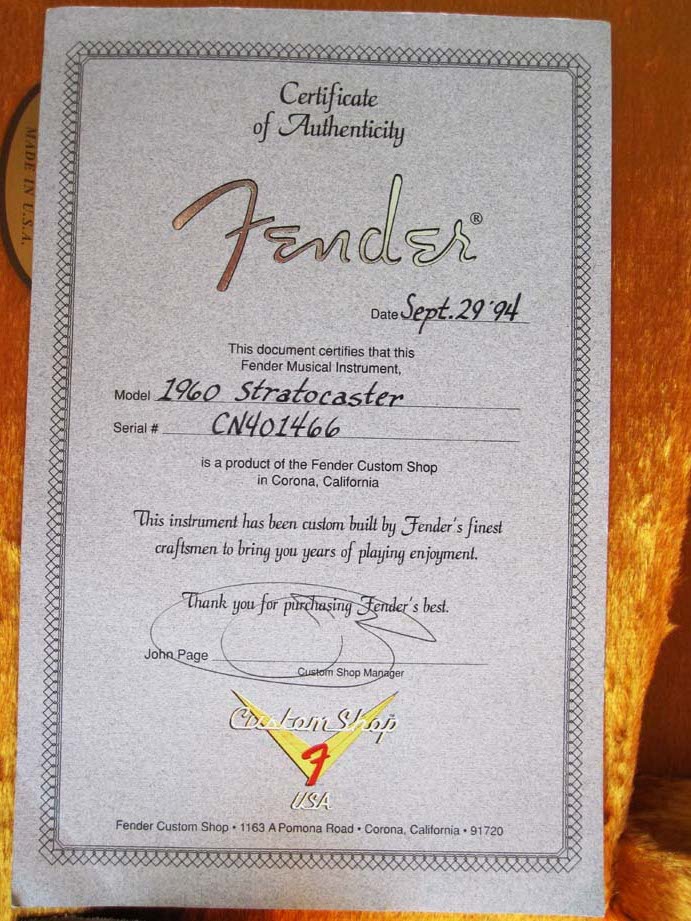 MADE IN U.S.A.
Certificate
of Authenticity
Fender®
Date Sept. 29 '94
This document certifies that this
Fender Musical Instrument,
Model 1960 Stratocaster
Serial # CN401466
is a product of the Fender Custom Shop
in Corona, California
This instrument has been custom built by Fender's finest
craftsmen to bring you years of playing enjoyment.
Thank you for purchasing Fender's best.
John Page
Custom Shop Manager
Custom Shop
F
USA
Fender Custom Shop • 1163 A Pomona Road • Corona, California • 91720